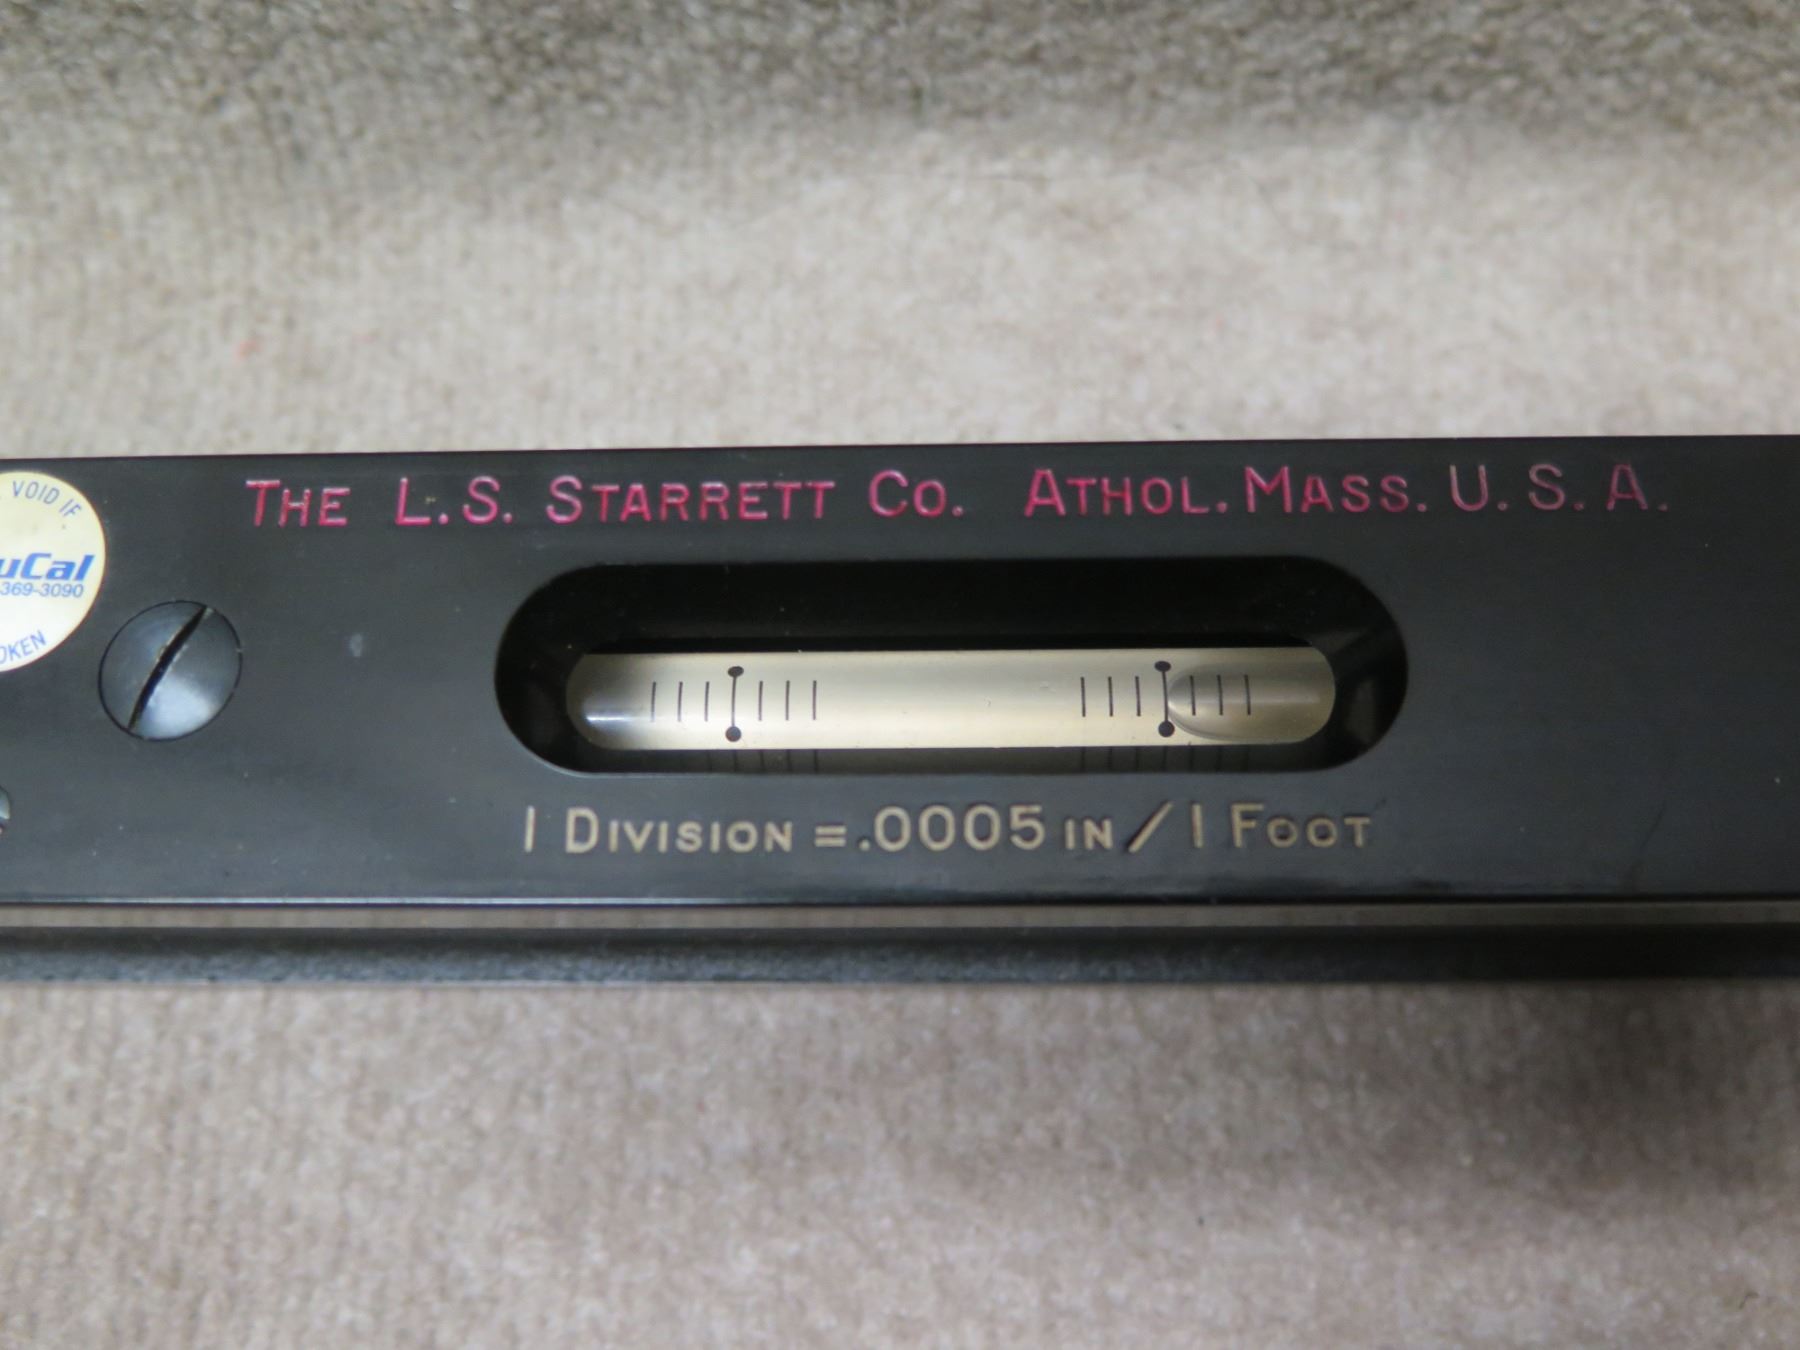 THE L.S. STARRETT CO. ATHOL. MASS. U. S. A.
VOID IF
uCal
369-3090
OKEN
1 DIVISION = .0005 IN / 1 FOOT